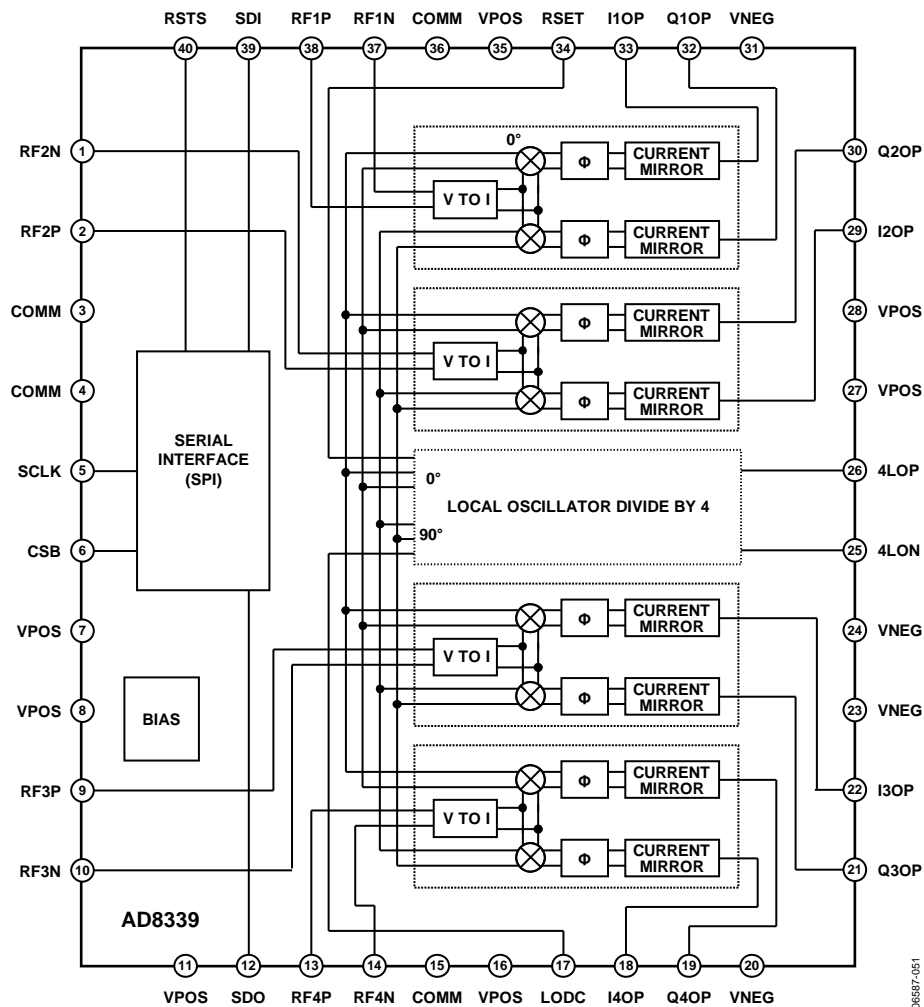 RSTS SDI RF1P RF1N COMM VPOS RSET I1OP Q1OP VNEG
40 39 38 37 36 35 34 33 32 31
0°
RF2N 1
Φ CURRENT
MIRROR
30 Q2OP
V TO I
RF2P 2
Φ CURRENT
MIRROR
29 I2OP
COMM 3
Φ CURRENT
MIRROR
28 VPOS
V TO I
COMM 4
Φ CURRENT
MIRROR
27 VPOS
SERIAL
INTERFACE
(SPI)
SCLK 5
0°
26 4LOP
LOCAL OSCILLATOR DIVIDE BY 4
90°
CSB 6
25 4LON
VPOS 7
Φ CURRENT
MIRROR
24 VNEG
V TO I
VPOS 8
BIAS
Φ CURRENT
MIRROR
23 VNEG
RF3P 9
Φ CURRENT
MIRROR
22 I3OP
V TO I
RF3N 10
Φ CURRENT
MIRROR
21 Q3OP
AD8339
11 12 13 14 15 16 17 18 19 20
VPOS SDO RF4P RF4N COMM VPOS LODC I4OP Q4OP VNEG
06587-051